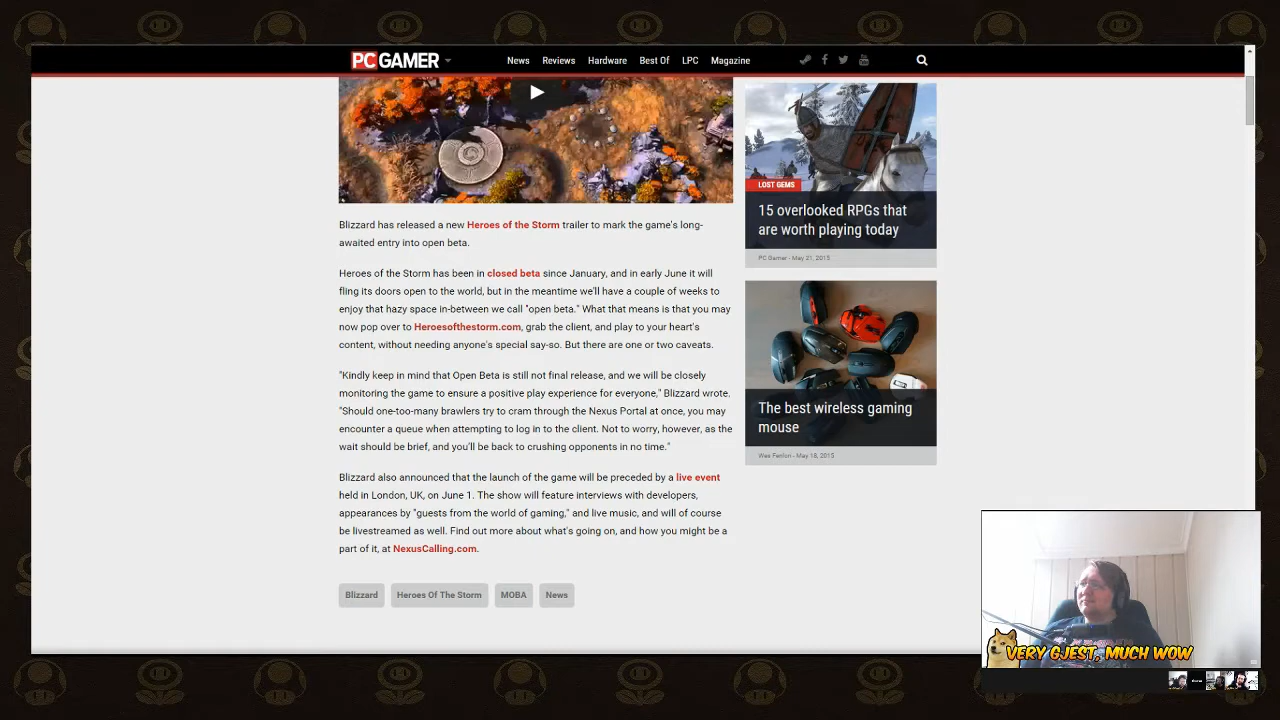 PC GAMER
News Reviews Hardware Best Of LPC Magazine
LOST GEMS
15 overlooked RPGs that
are worth playing today
PC Gamer - May 21, 2015
Blizzard has released a new Heroes of the Storm trailer to mark the game's long-
awaited entry into open beta.
Heroes of the Storm has been in closed beta since January, and in early June it will
fling its doors open to the world, but in the meantime we'll have a couple of weeks to
enjoy that hazy space in-between we call "open beta." What that means is that you may
now pop over to Heroesofthestorm.com, grab the client, and play to your heart's
content, without needing anyone's special say-so. But there are one or two caveats.
"Kindly keep in mind that Open Beta is still not final release, and we will be closely
monitoring the game to ensure a positive play experience for everyone," Blizzard wrote.
"Should one-too-many brawlers try to cram through the Nexus Portal at once, you may
encounter a queue when attempting to log in to the client. Not to worry, however, as the
wait should be brief, and you'll be back to crushing opponents in no time."
Blizzard also announced that the launch of the game will be preceded by a live event
held in London, UK, on June 1. The show will feature interviews with developers,
appearances by "guests from the world of gaming," and live music, and will of course
be livestreamed as well. Find out more about what's going on, and how you might be a
part of it, at NexusCalling.com.
Blizzard Heroes Of The Storm MOBA News
The best wireless gaming
mouse
Wes Fenlon - May 18, 2015
VERY GJEST, MUCH WOW